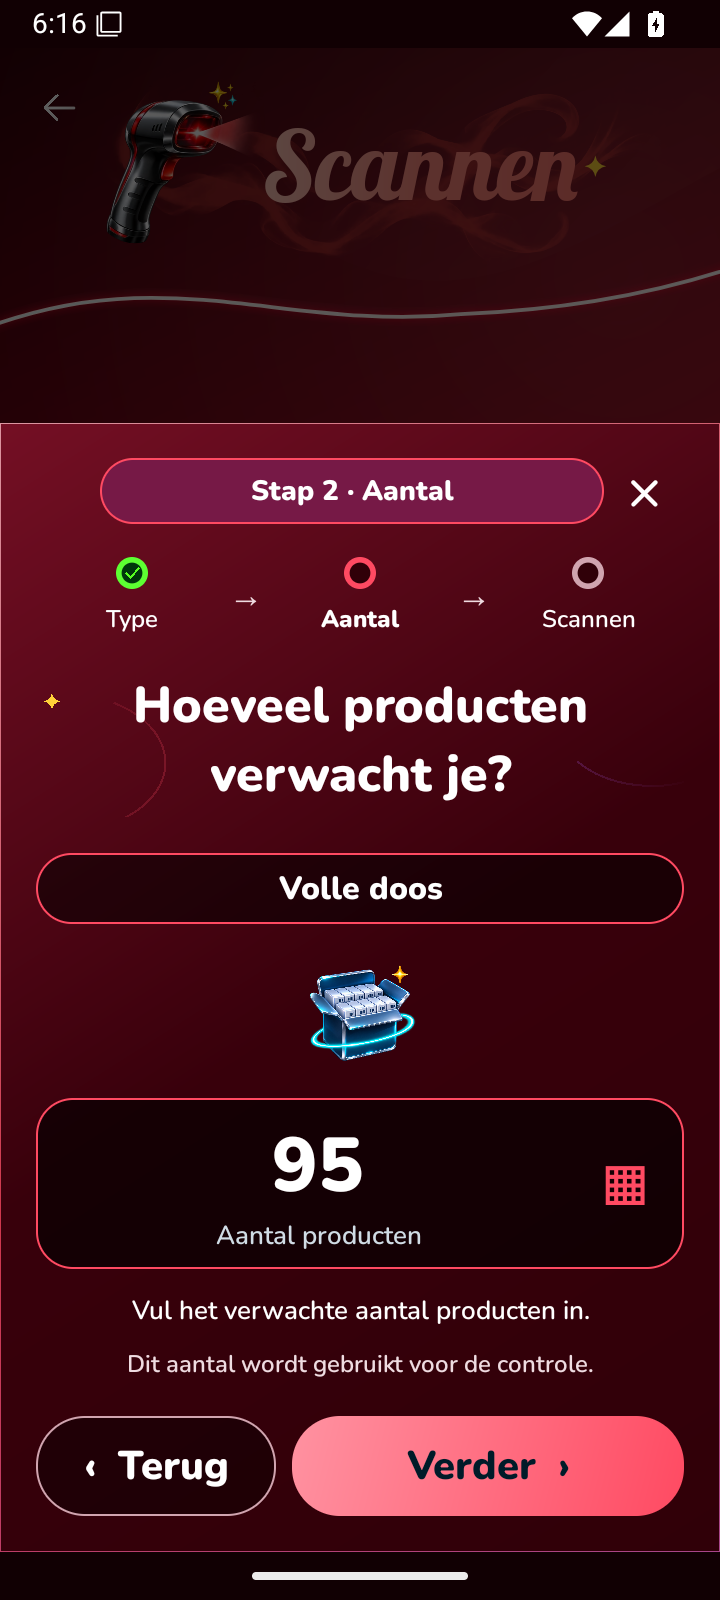 6:16
Scannen
Stap 2 · Aantal
Type → Aantal → Scannen
Hoeveel producten
verwacht je?
Volle doos
95
Aantal producten
Vul het verwachte aantal producten in.
Dit aantal wordt gebruikt voor de controle.
‹ Terug
Verder ›